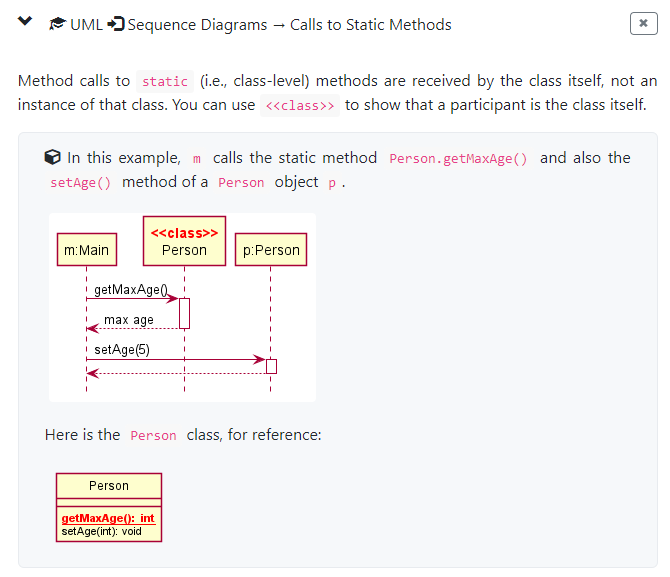 UML Sequence Diagrams → Calls to Static Methods
Method calls to static (i.e., class-level) methods are received by the class itself, not an
instance of that class. You can use <<class>> to show that a participant is the class itself.
In this example, m calls the static method Person.getMaxAge() and also the
setAge() method of a Person object p .
<<class>>
m:Main Person p:Person
getMaxAge()
max age
setAge(5)
Here is the Person class, for reference:
Person
getMaxAge(): int
setAge(int): void